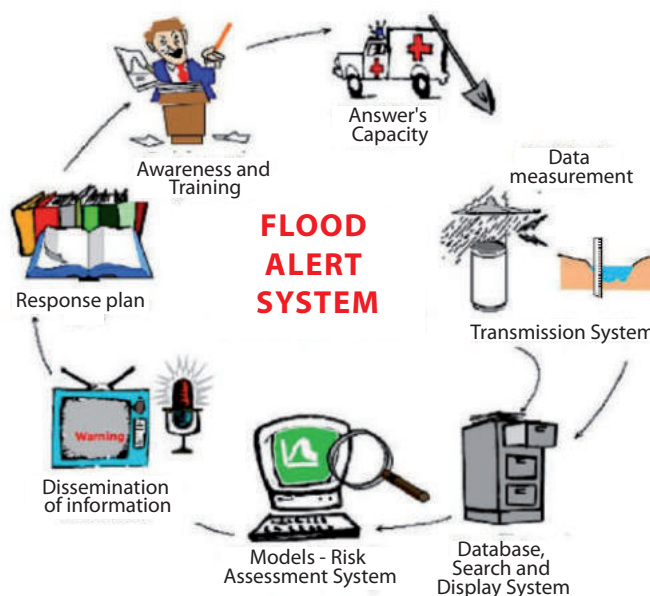 Answer's
Capacity
Awareness and
Training
Data
measurement
FLOOD
ALERT
SYSTEM
Response plan
Transmission System
Warning
Dissemination
of information
Models - Risk
Assessment System
Database,
Search and
Display System